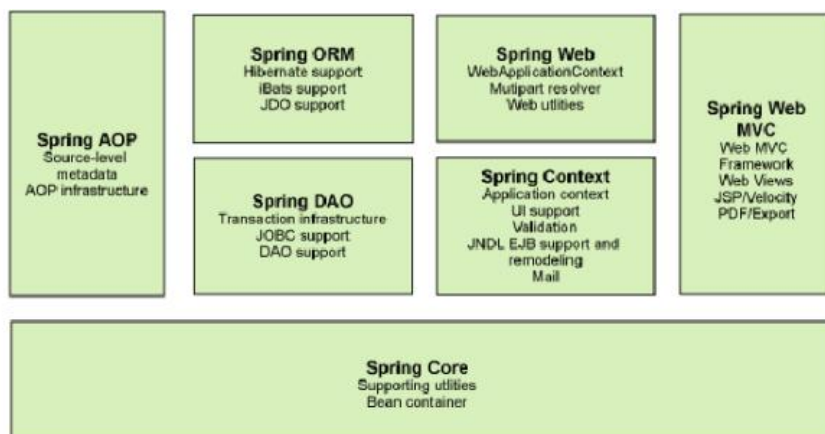 Spring AOP
Source-level
metadata
AOP infrastructure
Spring ORM
Hibernate support
iBats support
JDO support
Spring DAO
Transaction infrastructure
JOBC support
DAO support
Spring Web
WebApplicationContext
Mutipart resolver
Web utlities
Spring Context
Application context
UI support
Validation
JNDL EJB support and
remodeling
Mail
Spring Web
MVC
Web MVC
Framework
Web Views
JSP/Velocity
PDF/Export
Spring Core
Supporting utlities
Bean container